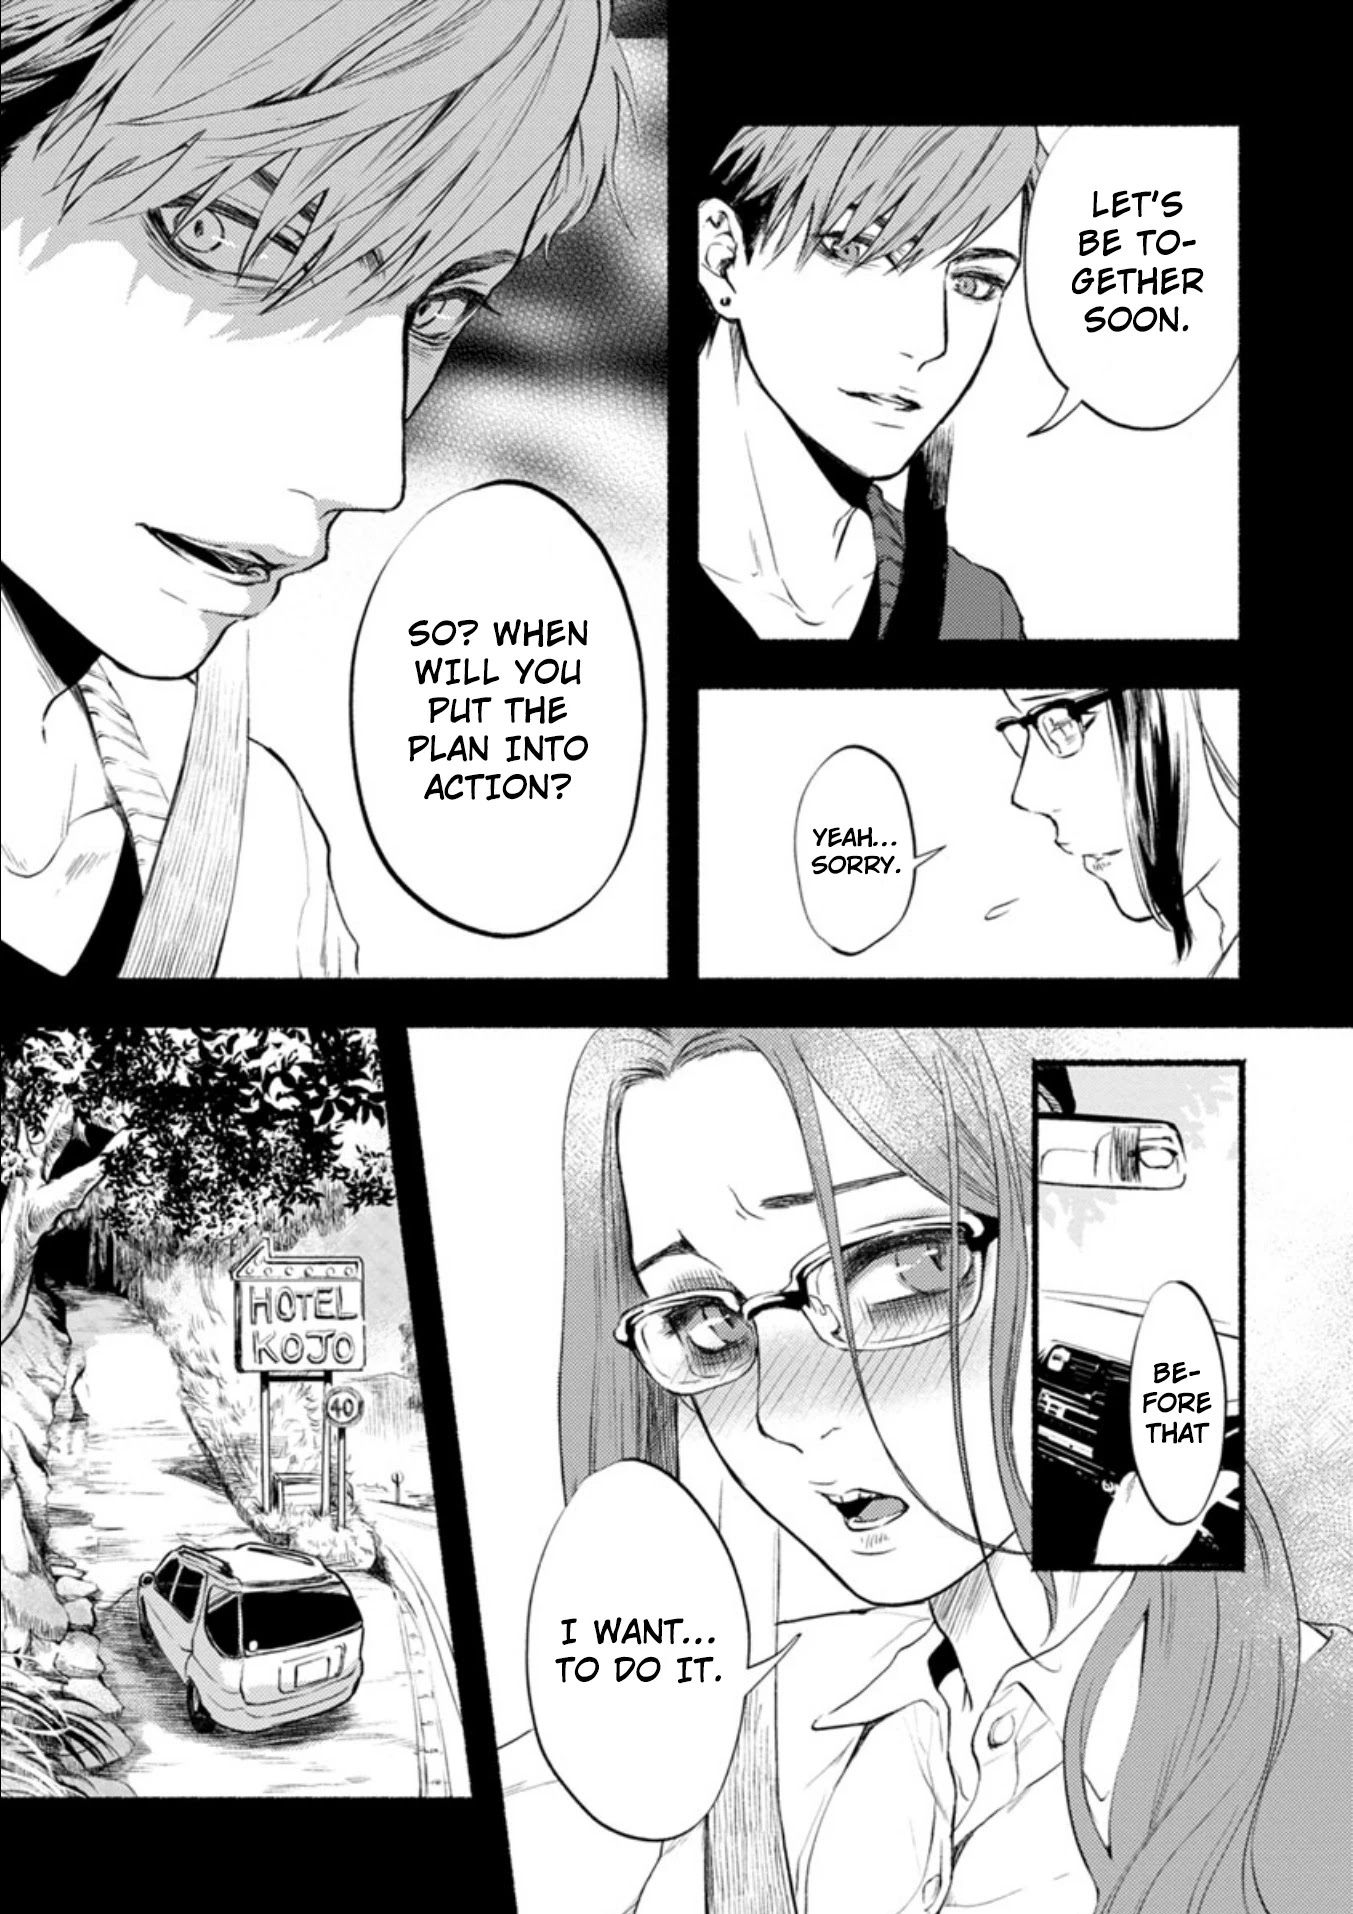 LET'S
BE TO-
GETHER
SOON.
YEAH...
SORRY.
SO? WHEN
WILL YOU
PUT THE
PLAN INTO
ACTION?
BE-
FORE
THAT
I WANT...
TO DO IT.
HOTEL
KOJO
40